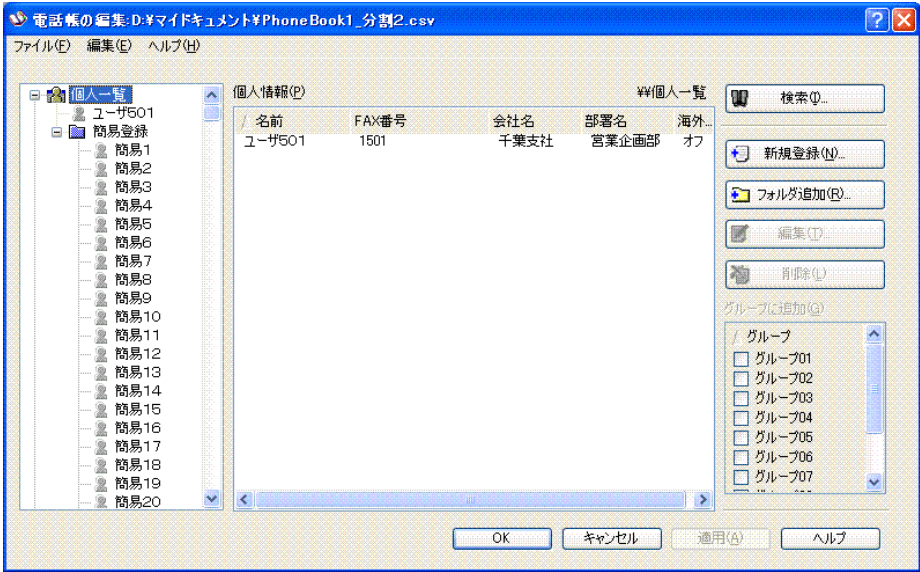 電話帳の編集:D:¥マイドキュメント¥PhoneBook1_分割2.csv
ファイル(F) 編集(E) ヘルプ(H)
個人一覧
ユーザ501
簡易登録
簡易1
簡易2
簡易3
簡易4
簡易5
簡易6
簡易7
簡易8
簡易9
簡易10
簡易11
簡易12
簡易13
簡易14
簡易15
簡易16
簡易17
簡易18
簡易19
簡易20
個人情報(P) ¥¥個人一覧
/ 名前 FAX番号 会社名 部署名 海外...
ユーザ501 1501 千葉支社 営業企画部 オフ
検索(I)...
新規登録(N)...
フォルダ追加(R)...
編集(T)...
削除(L)
グループに追加(G)
/ グループ
グループ01
グループ02
グループ03
グループ04
グループ05
グループ06
グループ07
OK キャンセル 適用(A) ヘルプ